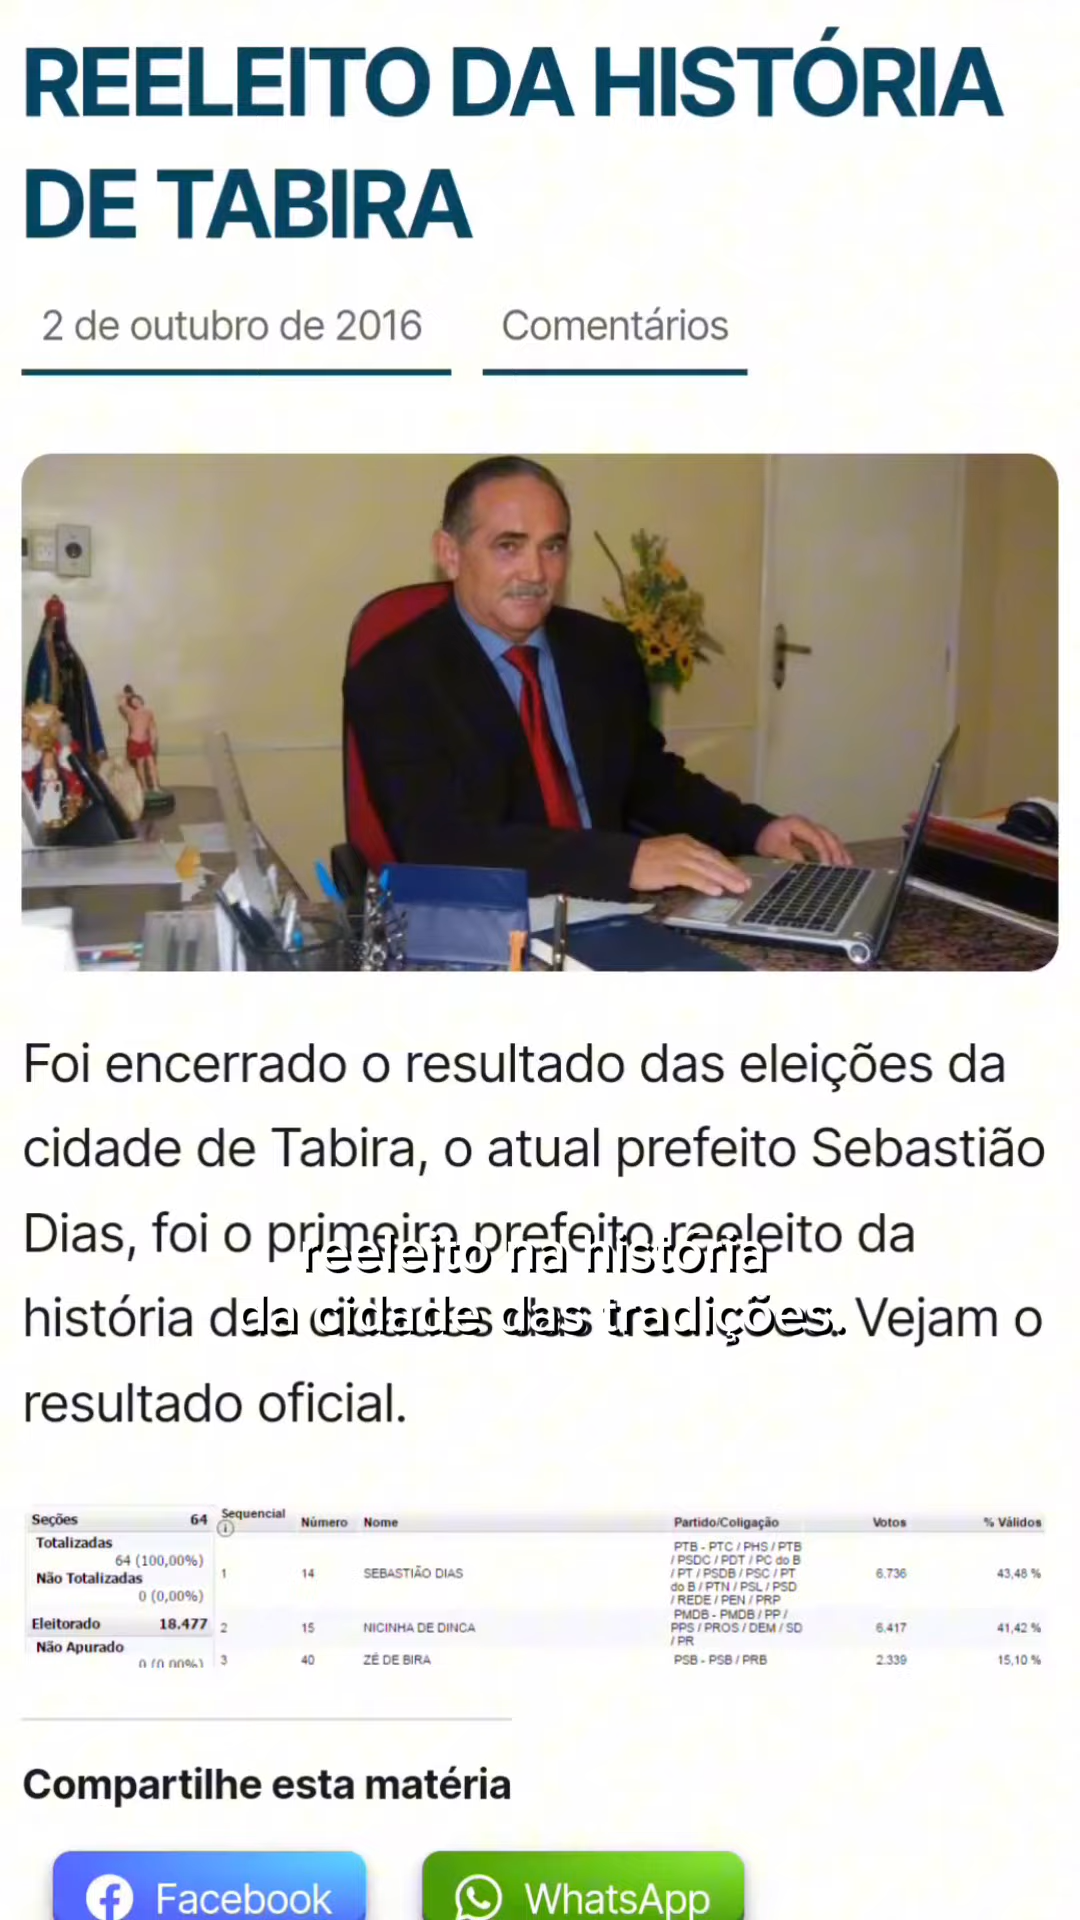 REELEITO DA HISTÓRIA
DE TABIRA
2 de outubro de 2016 Comentários
Foi encerrado o resultado das eleições da
cidade de Tabira, o atual prefeito Sebastião
Dias, foi o primeiro prefeito reeleito da
reeleito na história
história Vejam o
da cidade das tradições.
resultado oficial.
Seções 64 Sequencial Número Nome Partido/Coligação Votos % Válidos
Totalizadas
64 (100,00%)
Não Totalizadas
0 (0,00%)
Eleitorado 18.477
Não Apurado
0 (0,00%)
1 14 SEBASTIÃO DIAS PTB - PTC / PHS / PTB
/ PSDC / PDT / PC do B
/ PT / PSDB / PSC / PT
do B / PTN / PSL / PSD
/ REDE / PEN / PRP
6.736 43,48 %
2 15 NICINHA DE DINCA PMDB - PMDB / PP /
PPS / PROS / DEM / SD
/ PR
6.417 41,42 %
3 40 ZÉ DE BIRA PSB - PSB / PRB 2.339 15,10 %
Compartilhe esta matéria
Facebook WhatsApp